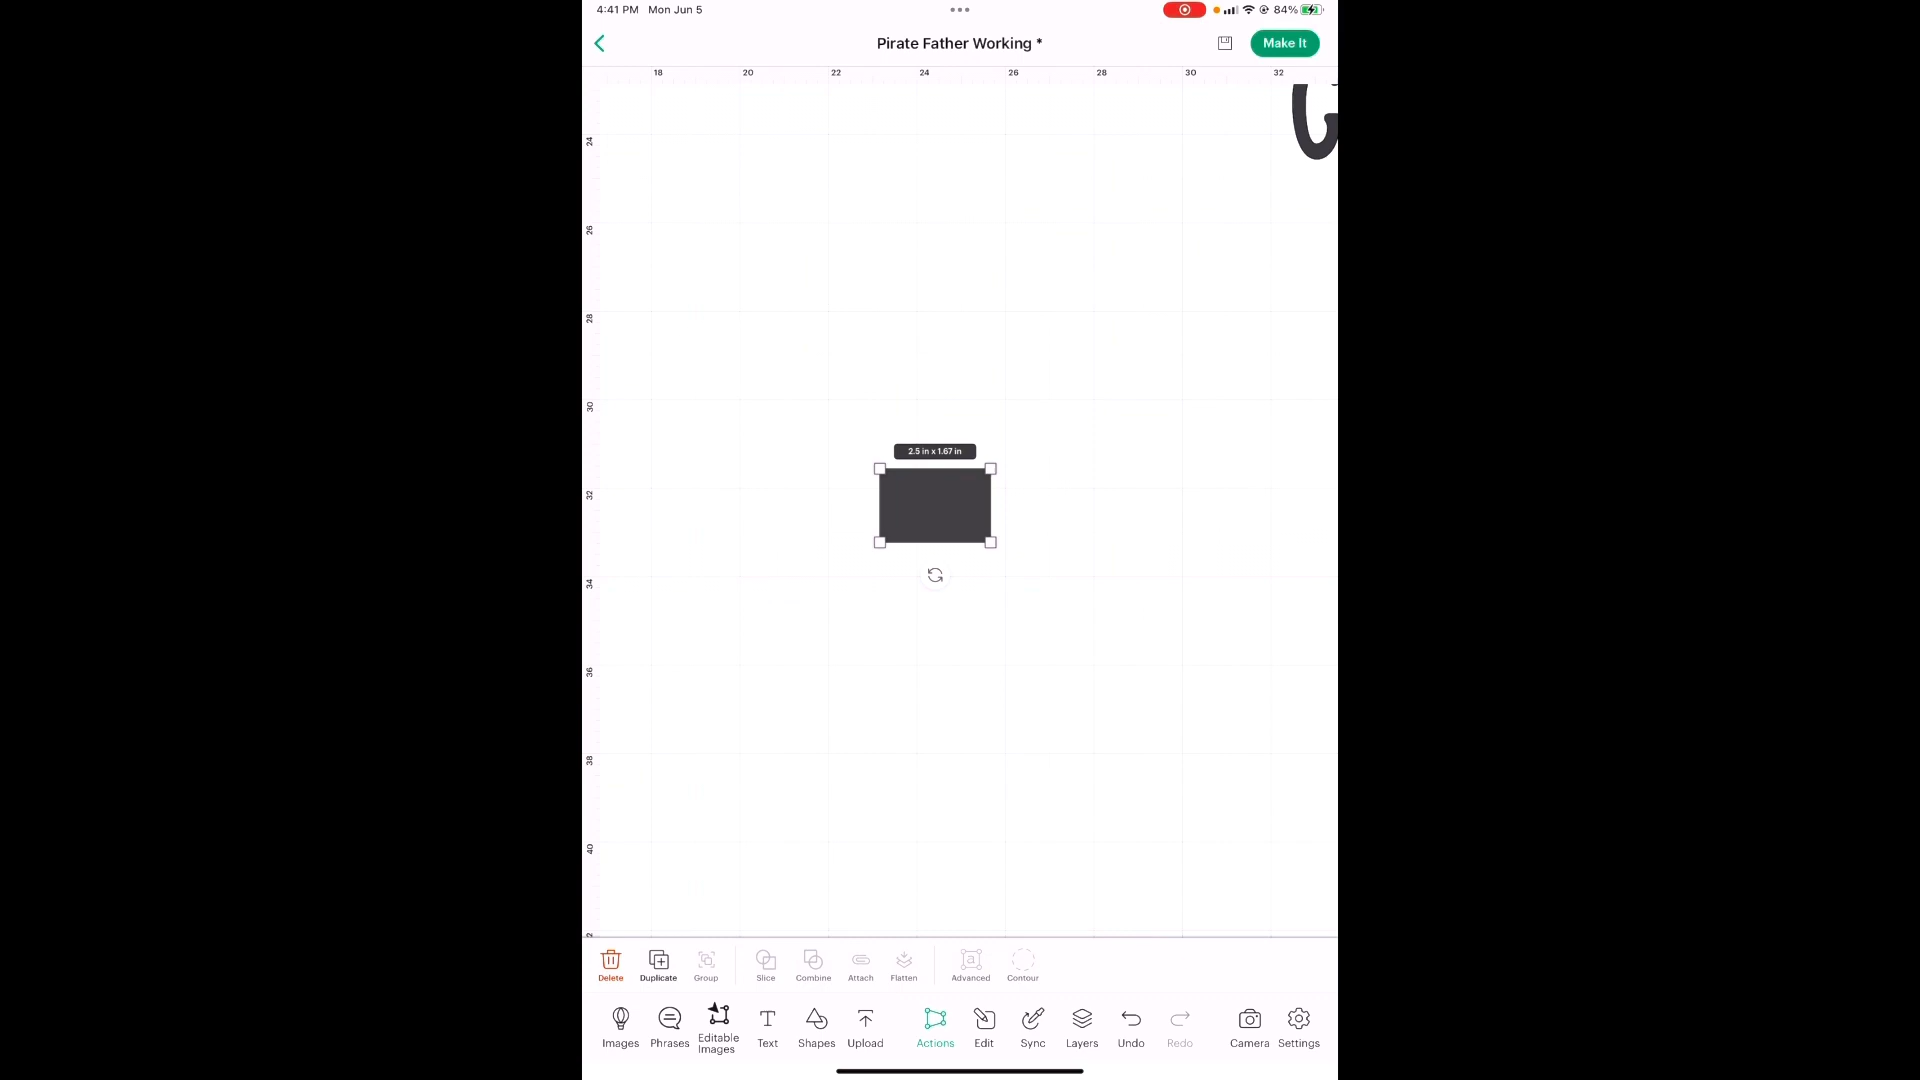 4:41 PM Mon Jun 5
84%
Pirate Father Working *
Make It
18 20 22 24 26 28 30 32
24
26
28
30
2.5 in x 1.67 in
32
34
36
38
40
2
Delete Duplicate Group Slice Combine Attach Flatten Advanced Contour
Images Phrases Editable Images Text Shapes Upload Actions Edit Sync Layers Undo Redo Camera Settings